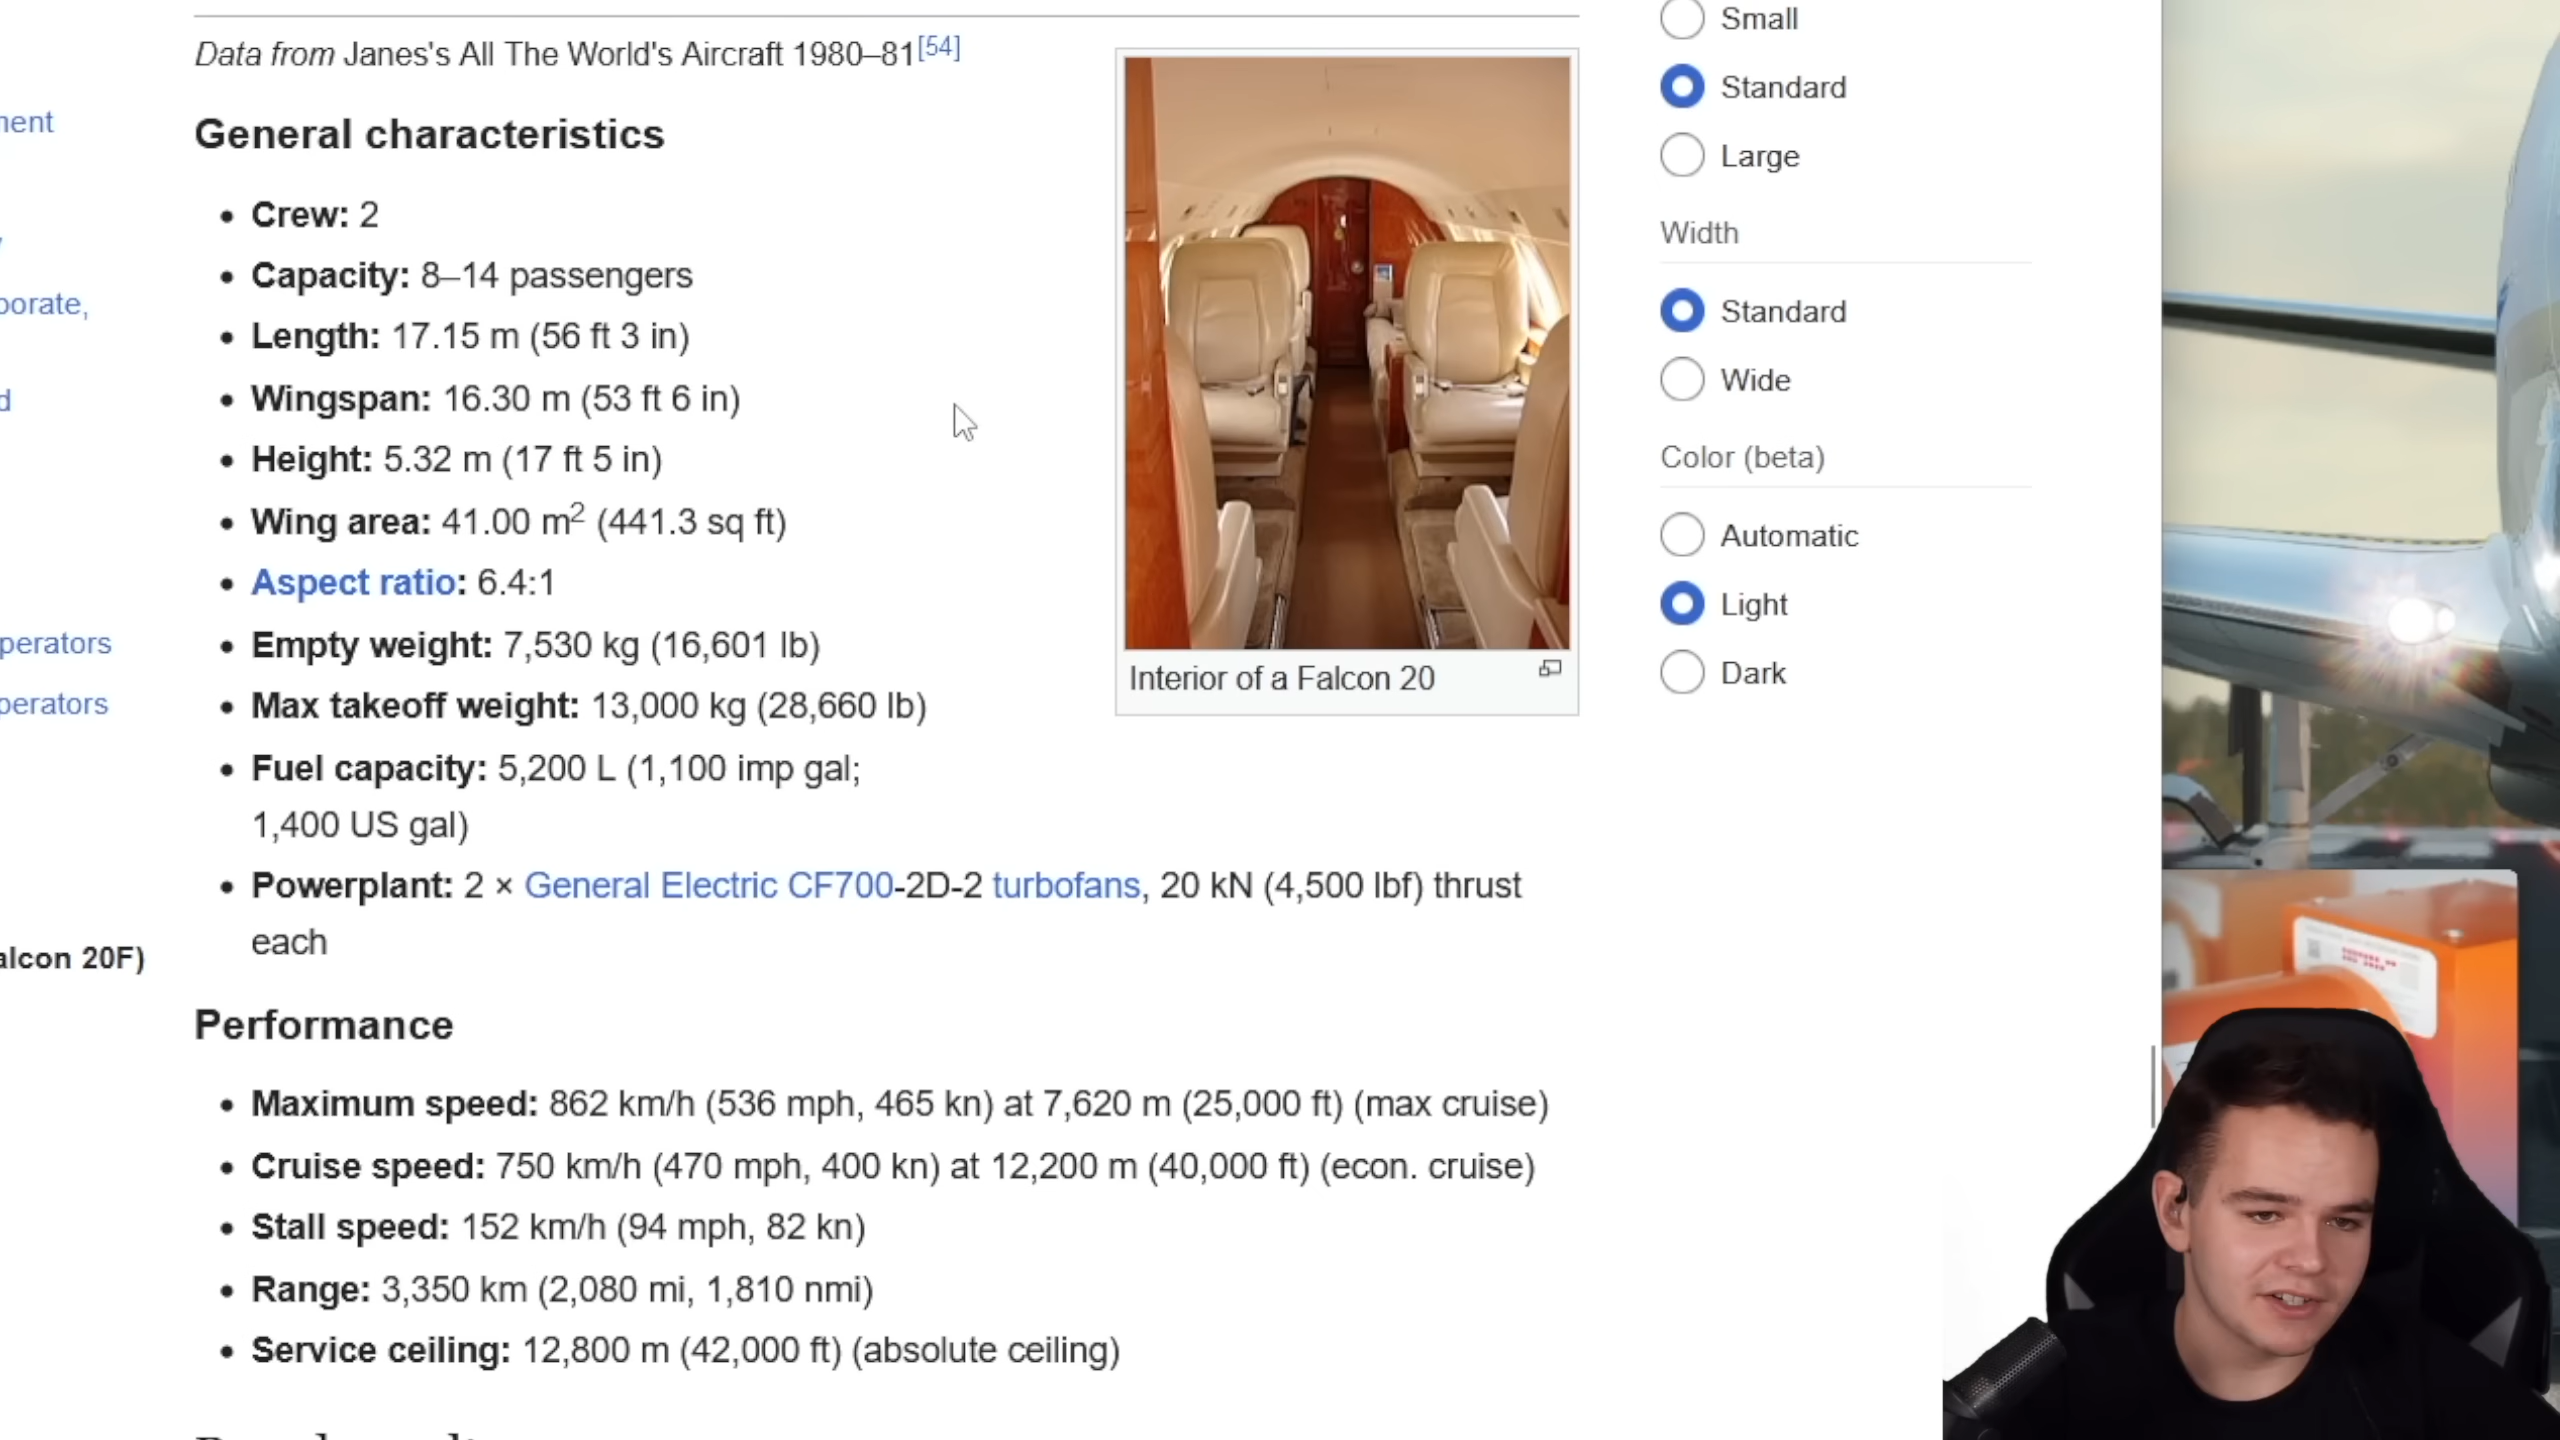 Data from Janes's All The World's Aircraft 1980–81[54]
General characteristics
• Crew: 2
• Capacity: 8–14 passengers
• Length: 17.15 m (56 ft 3 in)
• Wingspan: 16.30 m (53 ft 6 in)
• Height: 5.32 m (17 ft 5 in)
• Wing area: 41.00 m² (441.3 sq ft)
• Aspect ratio: 6.4:1
• Empty weight: 7,530 kg (16,601 lb)
• Max takeoff weight: 13,000 kg (28,660 lb)
• Fuel capacity: 5,200 L (1,100 imp gal;
1,400 US gal)
• Powerplant: 2 × General Electric CF700-2D-2 turbofans, 20 kN (4,500 lbf) thrust
each
Performance
• Maximum speed: 862 km/h (536 mph, 465 kn) at 7,620 m (25,000 ft) (max cruise)
• Cruise speed: 750 km/h (470 mph, 400 kn) at 12,200 m (40,000 ft) (econ. cruise)
• Stall speed: 152 km/h (94 mph, 82 kn)
• Range: 3,350 km (2,080 mi, 1,810 nmi)
• Service ceiling: 12,800 m (42,000 ft) (absolute ceiling)
Interior of a Falcon 20
Small
Standard
Large
Width
Standard
Wide
Color (beta)
Automatic
Light
Dark
nent
porate,
d
perators
perators
alcon 20F)